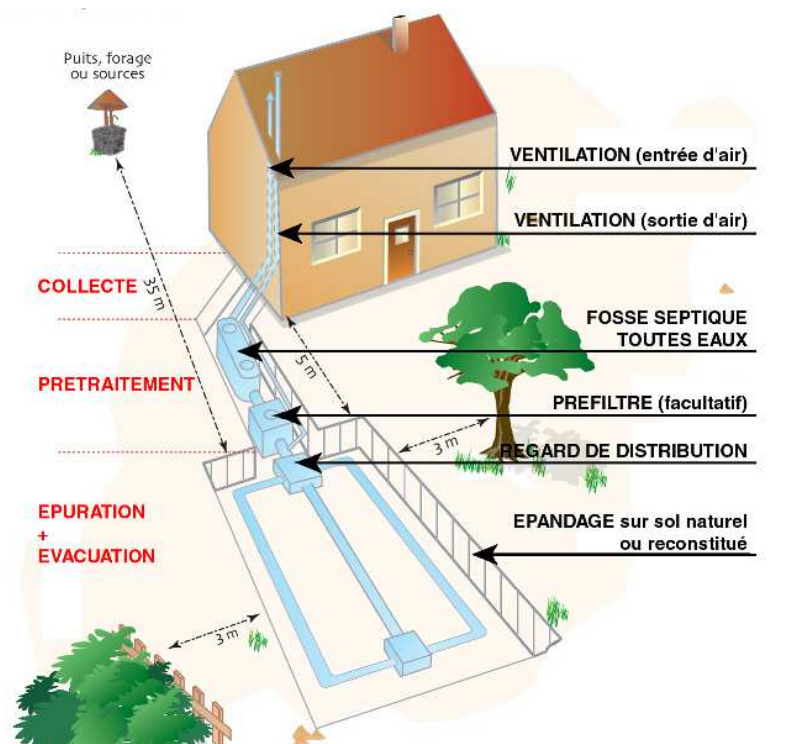 Puits, forage
ou sources
VENTILATION (entrée d'air)
VENTILATION (sortie d'air)
COLLECTE
35 m
FOSSE SEPTIQUE
TOUTES EAUX
5 m
PRETRAITEMENT
PREFILTRE (facultatif)
3 m
REGARD DE DISTRIBUTION
EPURATION
+
EVACUATION
EPANDAGE sur sol naturel
ou reconstitué
3 m